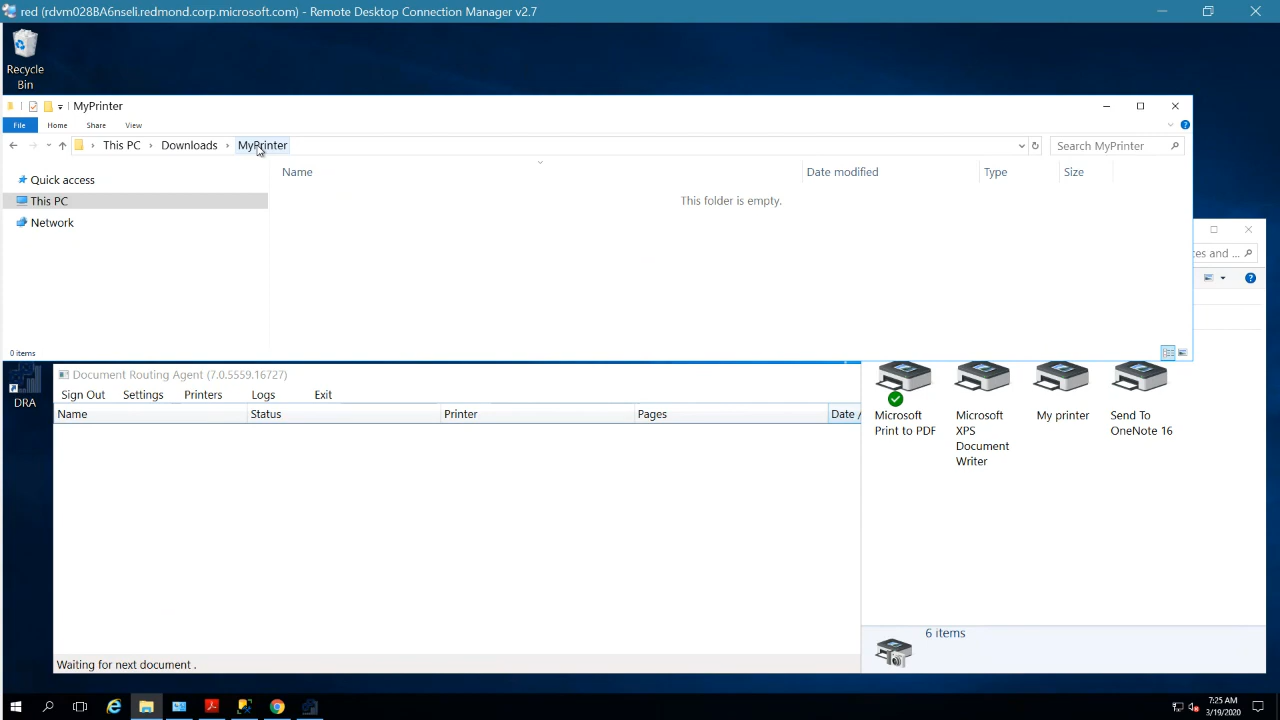 red (rdvm028BA6nseli.redmond.corp.microsoft.com) - Remote Desktop Connection Manager v2.7
Recycle
Bin
MyPrinter
File Home Share View
This PC Downloads MyPrinter
Search MyPrinter
Quick access
This PC
Network
Name Date modified Type Size
This folder is empty.
0 items
ces and ...
DRA
Document Routing Agent (7.0.5559.16727)
Sign Out Settings Printers Logs Exit
Name Status Printer Pages Date /
Waiting for next document .
Microsoft
Print to PDF
Microsoft
XPS
Document
Writer
My printer
Send To
OneNote 16
6 items
7:25 AM
3/19/2020